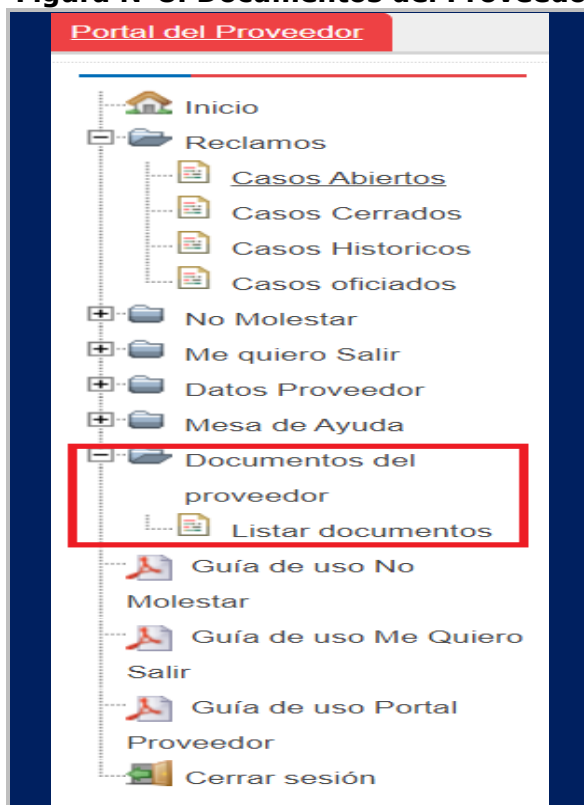 Portal del Proveedor
Inicio
Reclamos
Casos Abiertos
Casos Cerrados
Casos Historicos
Casos oficiados
No Molestar
Me quiero Salir
Datos Proveedor
Mesa de Ayuda
Documentos del
proveedor
Listar documentos
Guía de uso No
Molestar
Guía de uso Me Quiero
Salir
Guía de uso Portal
Proveedor
Cerrar sesión